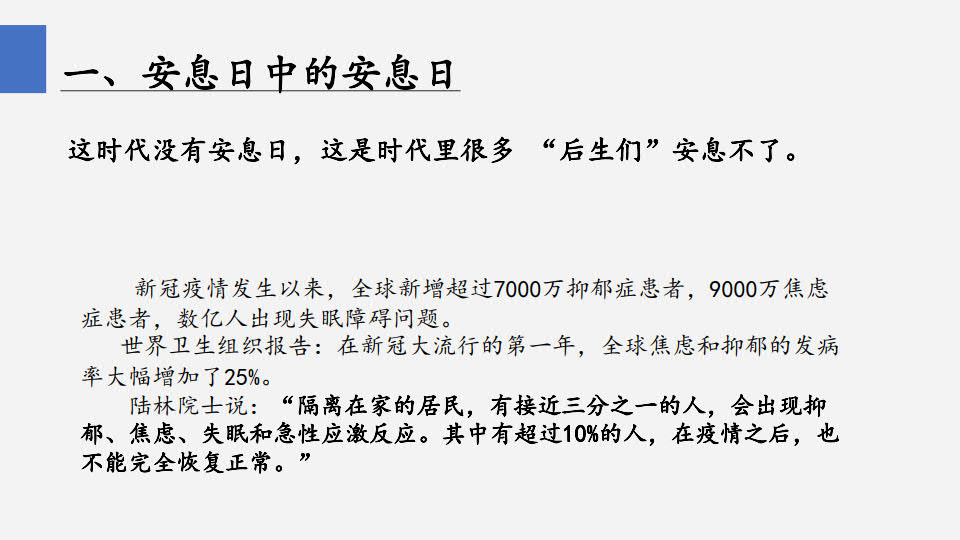 一、安息日中的安息日
这时代没有安息日，这是时代里很多 “后生们”安息不了。
新冠疫情发生以来，全球新增超过7000万抑郁症患者，9000万焦虑
症患者，数亿人出现失眠障碍问题。
世界卫生组织报告：在新冠大流行的第一年，全球焦虑和抑郁的发病
率大幅增加了25%。
陆林院士说：“隔离在家的居民，有接近三分之一的人，会出现抑
郁、焦虑、失眠和急性应激反应。其中有超过10%的人，在疫情之后，也
不能完全恢复正常。”